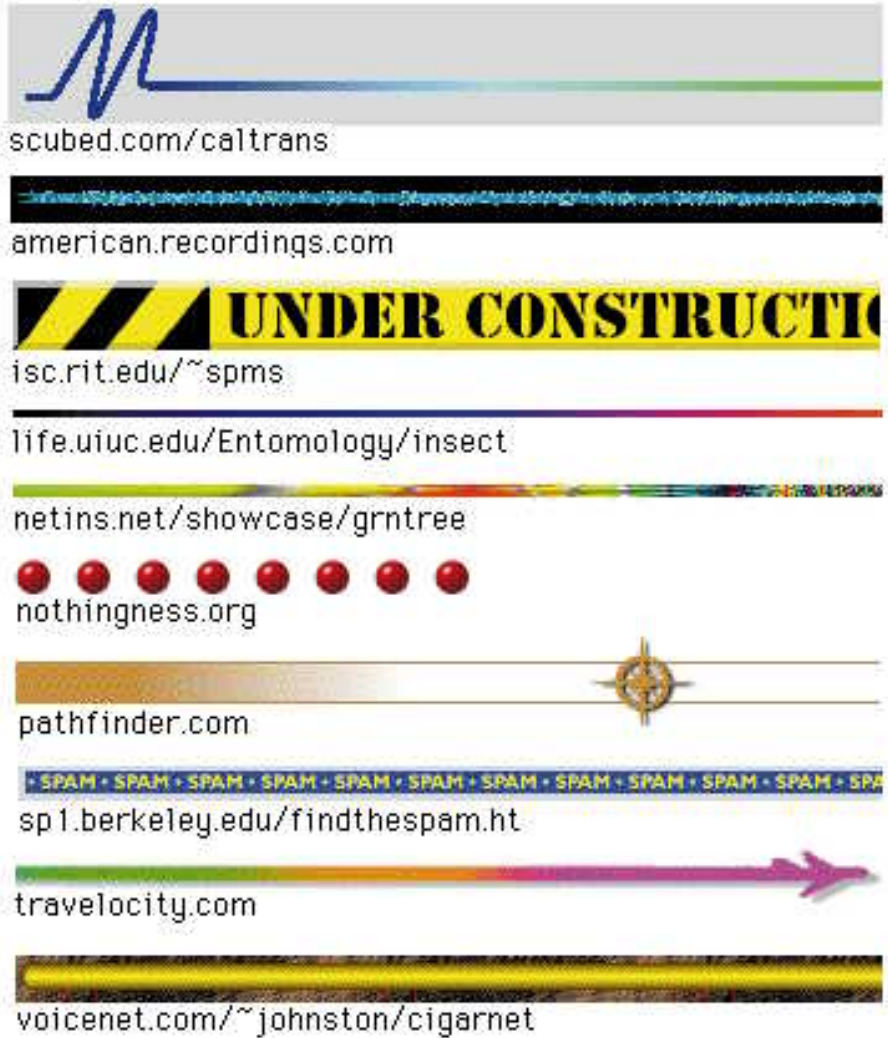 scubed.com/caltrans
american.recordings.com
UNDER CONSTRUCTIO
isc.rit.edu/~spms
life.uiuc.edu/Entomology/insect
netins.net/showcase/grntree
nothingness.org
pathfinder.com
· SPAM · SPAM · SPAM · SPAM · SPAM · SPAM · SPAM · SPAM · SPAM · SPAM · SPAM · SPA
sp1.berkeley.edu/findthespam.ht
travelocity.com
voicenet.com/~johnston/cigarnet